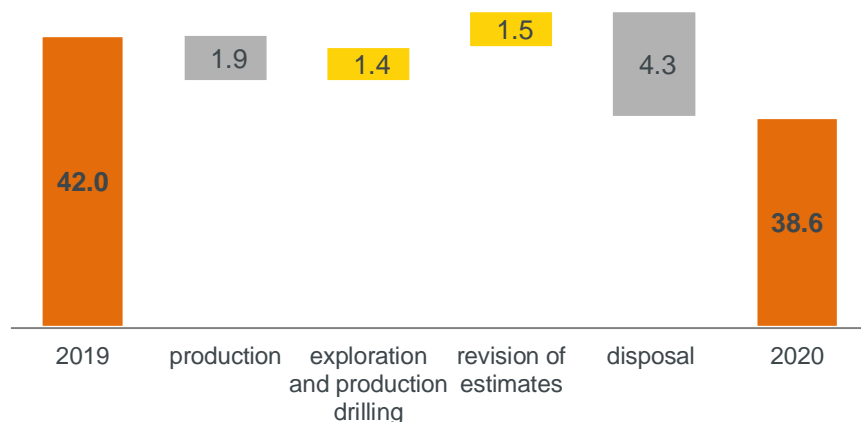 1.9
1.4
1.5
4.3
42.0
38.6
2019
production
exploration
and production
drilling
revision of
estimates
disposal
2020